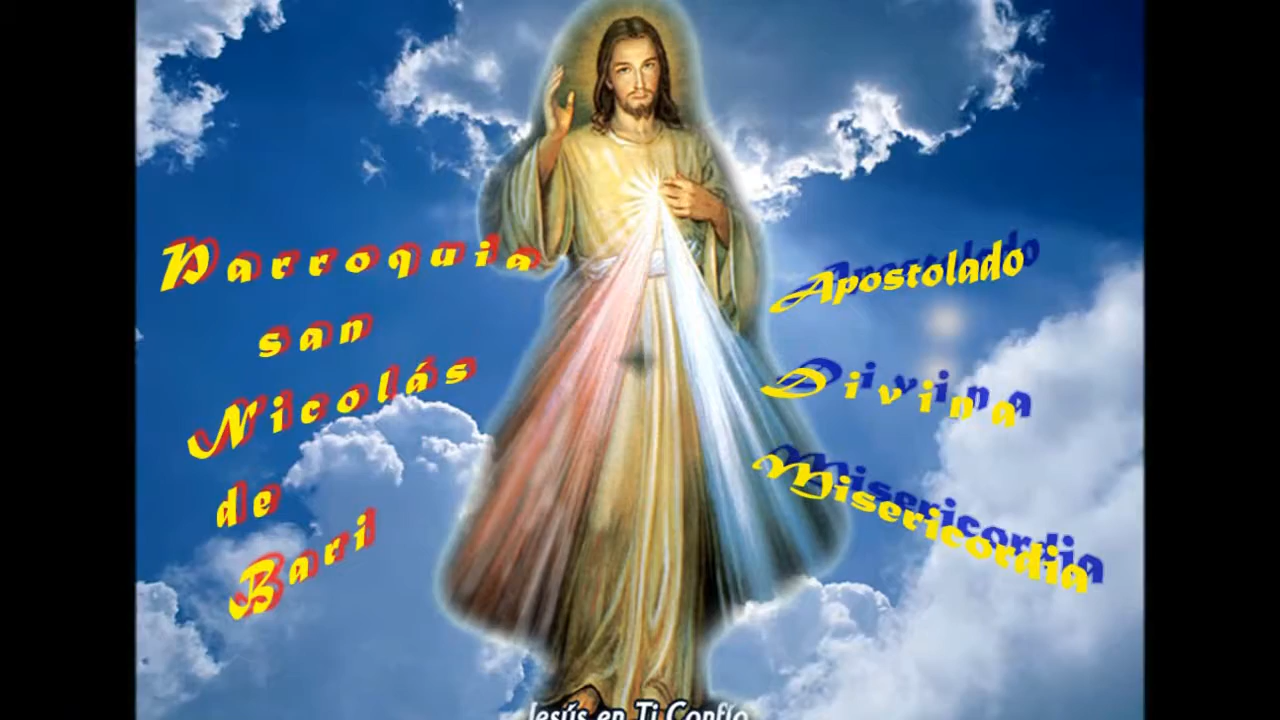 Parroquia
san
Nicolás
de
Bari
Apostolado
Divina
Misericordia
Jesús en Ti Confío